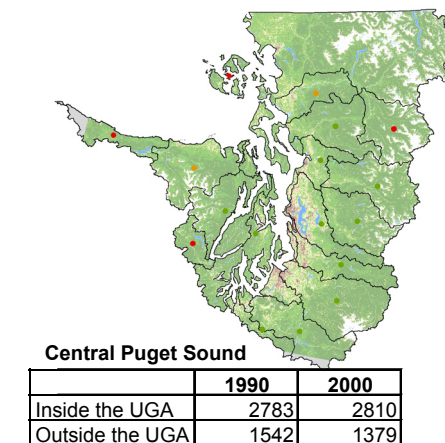 Central Puget Sound
1990 2000
Inside the UGA 2783 2810
Outside the UGA 1542 1379